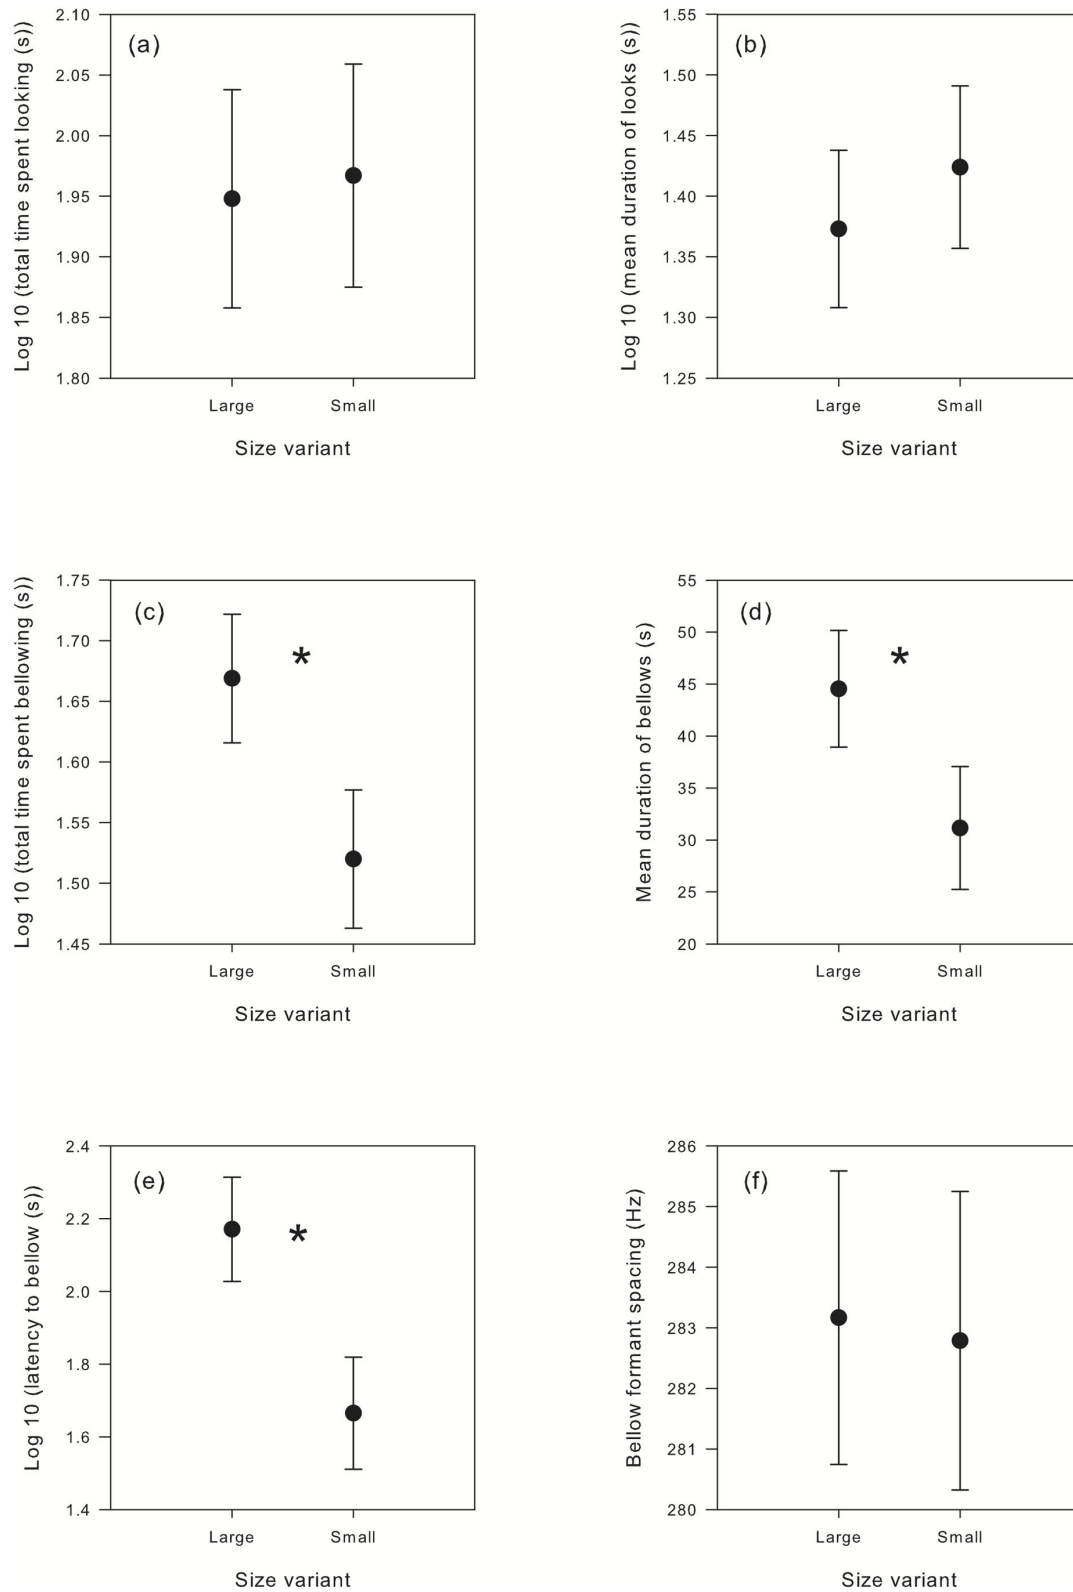 (a)
Log 10 (total time spent looking (s))
2.10
2.05
2.00
1.95
1.90
1.85
1.80
Large
Small
Size variant
(b)
Log 10 (mean duration of looks (s))
1.55
1.50
1.45
1.40
1.35
1.30
1.25
Large
Small
Size variant
(c)
Log 10 (total time spent bellowing (s))
1.75
1.70
1.65
1.60
1.55
1.50
1.45
*
Large
Small
Size variant
(d)
Mean duration of bellows (s)
55
50
45
40
35
30
25
20
*
Large
Small
Size variant
(e)
Log 10 (latency to bellow (s))
2.4
2.2
2.0
1.8
1.6
1.4
*
Large
Small
Size variant
(f)
Bellow formant spacing (Hz)
286
285
284
283
282
281
280
Large
Small
Size variant